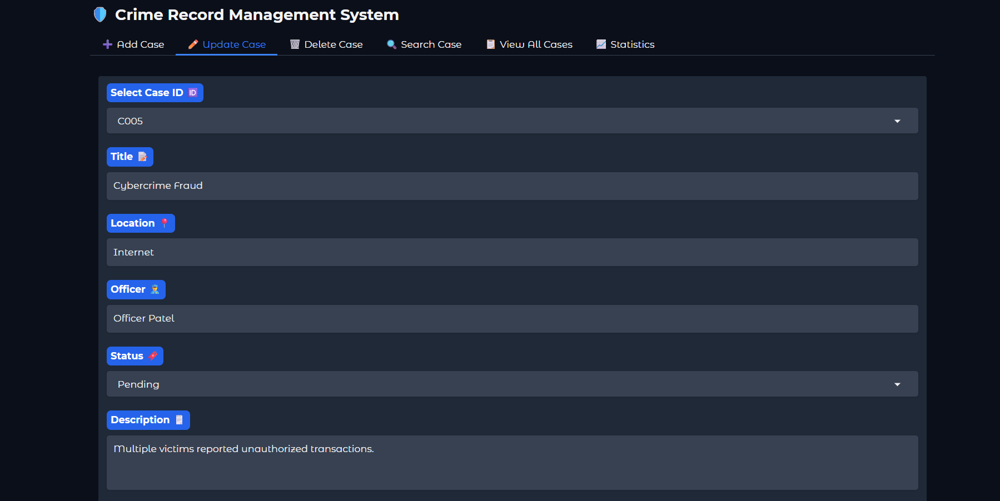 Crime Record Management System
Add Case Update Case Delete Case Search Case View All Cases Statistics
Select Case ID 🆔
C005
Title
Cybercrime Fraud
Location
Internet
Officer
Officer Patel
Status
Pending
Description
Multiple victims reported unauthorized transactions.